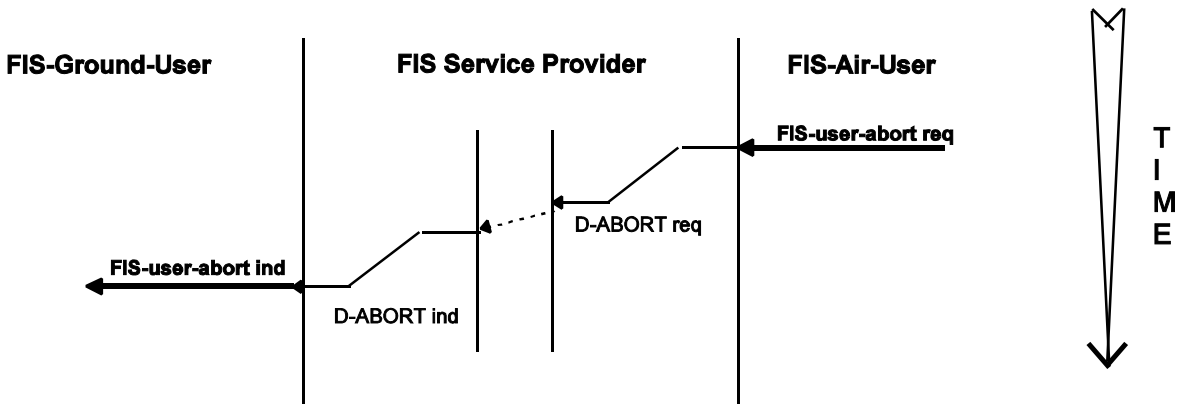 FIS-Ground-User
FIS Service Provider
FIS-Air-User
FIS-user-abort req
D-ABORT req
FIS-user-abort ind
D-ABORT ind
T
I
M
E